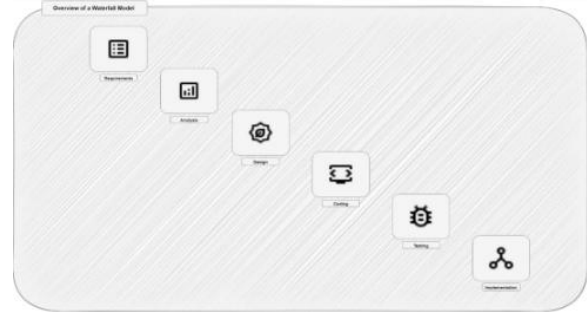 Overview of a Waterfall Model
Requirements
Analysis
Design
Coding
Testing
Implementation